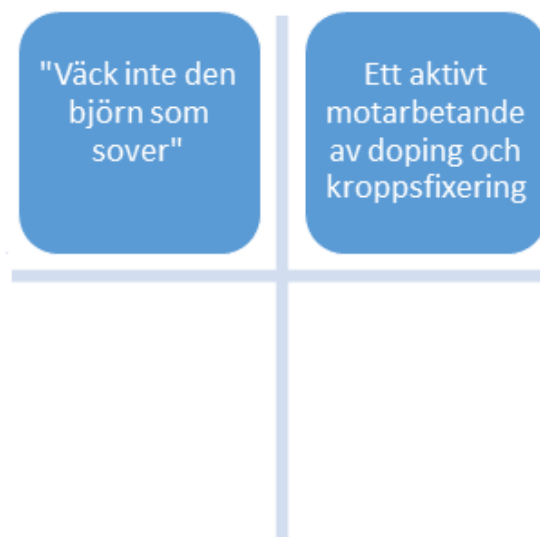 "Väck inte den
björn som
sover"
Ett aktivt
motarbetande
av doping och
kroppsfixering